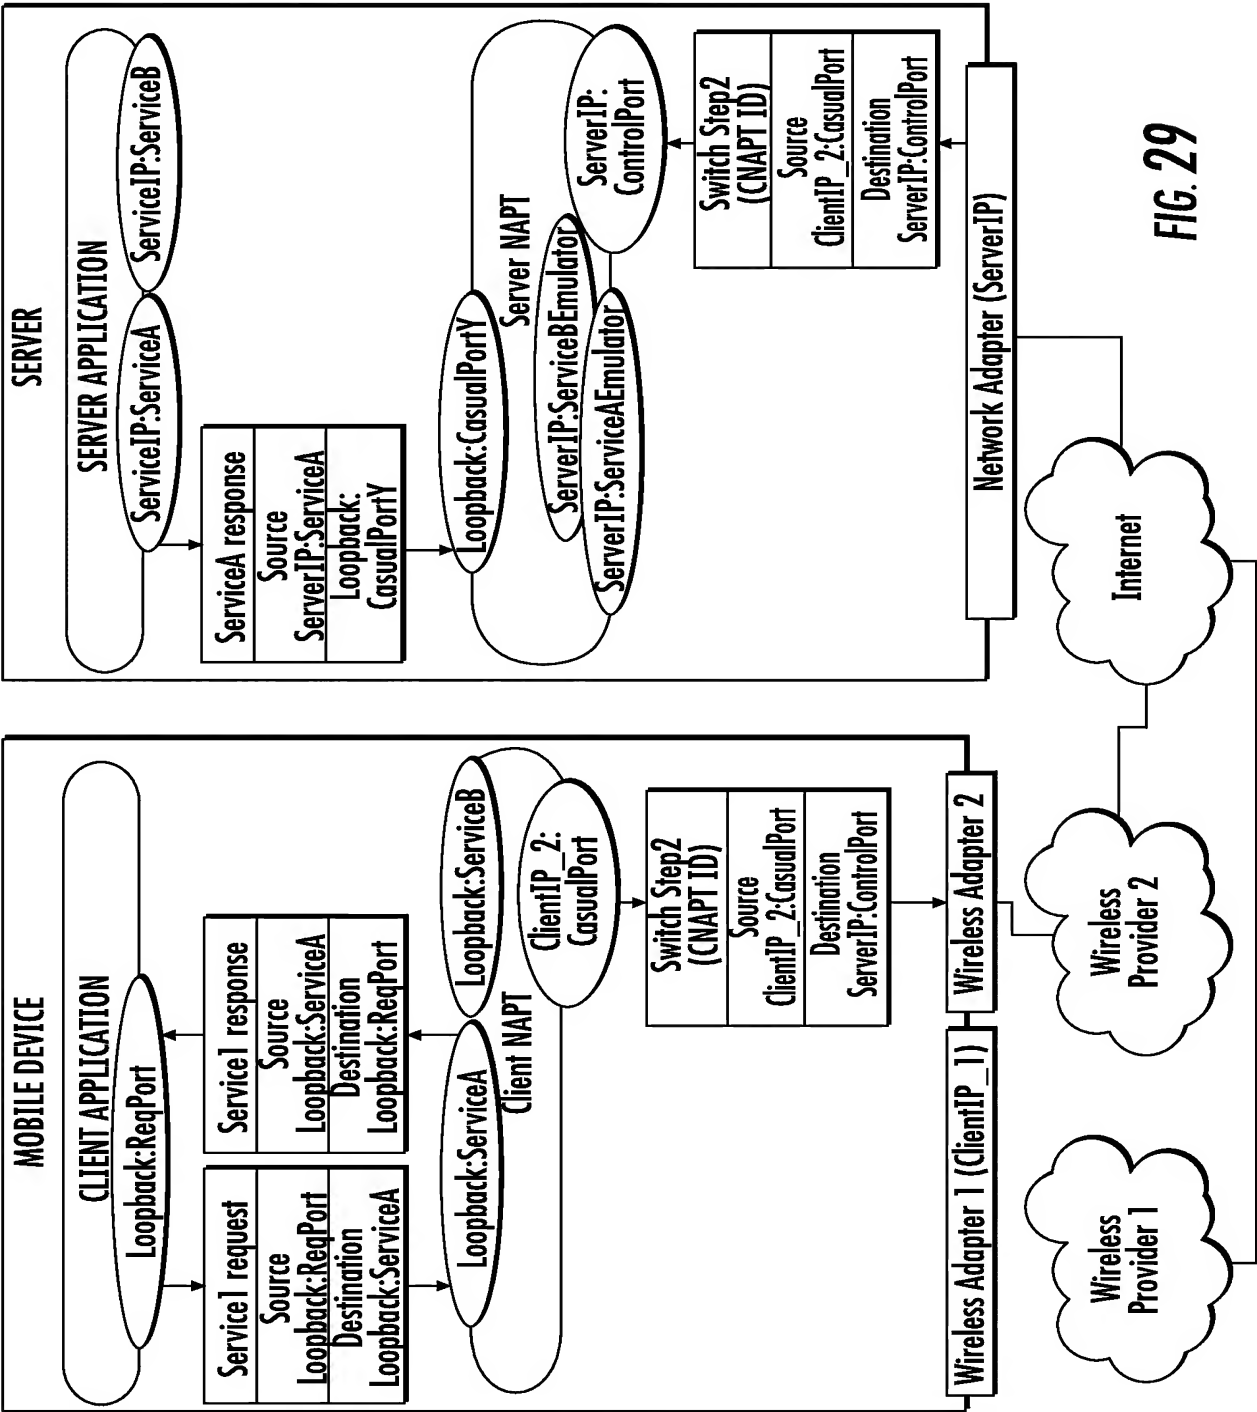 MOBILE DEVICE
CLIENT APPLICATION
Loopback:ReqPort
Service1 request
Source
Loopback:ReqPort
Destination
Loopback:ServiceA
Service1 response
Source
Loopback:ServiceA
Destination
Loopback:ReqPort
Loopback:ServiceA
Loopback:ServiceB
Client NAPT
ClientIP_2:
CasualPort
Switch Step2
(CNAPT ID)
Source
ClientIP_2:CasualPort
Destination
ServerIP:ControlPort
Wireless Adapter 1 (ClientIP_1)
Wireless Adapter 2
Wireless
Provider 1
Wireless
Provider 2
SERVER
SERVER APPLICATION
ServiceIP:ServiceA
ServiceIP:ServiceB
ServiceA response
Source
ServerIP:ServiceA
Loopback:
CasualPortY
Loopback:CasualPortY
Server NAPT
ServerIP:ServiceBEmulator
ServerIP:ServiceAEmulator
ServerIP:
ControlPort
Switch Step2
(CNAPT ID)
Source
ClientIP_2:CasualPort
Destination
ServerIP:ControlPort
Network Adapter (ServerIP)
Internet
FIG. 29